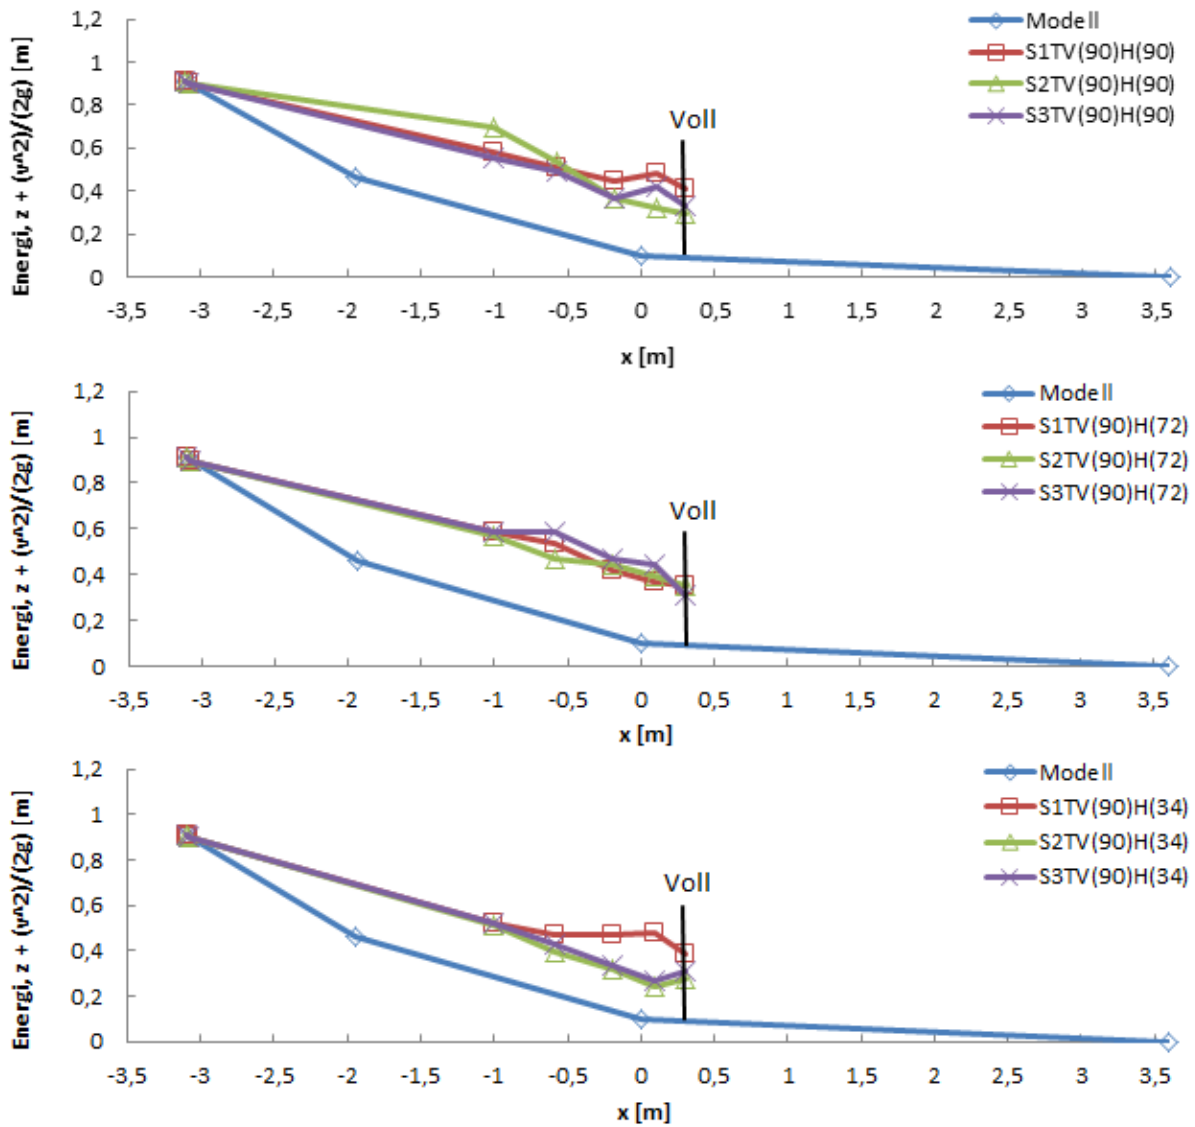 Energi, z + (v^2)/(2g) [m]
1,2
1
0,8
0,6
0,4
0,2
0
-3,5 -3 -2,5 -2 -1,5 -1 -0,5 0 0,5 1 1,5 2 2,5 3 3,5
x [m]
Voll
Modell
S1TV(90)H(90)
S2TV(90)H(90)
S3TV(90)H(90)
Energi, z + (v^2)/(2g) [m]
1,2
1
0,8
0,6
0,4
0,2
0
-3,5 -3 -2,5 -2 -1,5 -1 -0,5 0 0,5 1 1,5 2 2,5 3 3,5
x [m]
Voll
Modell
S1TV(90)H(72)
S2TV(90)H(72)
S3TV(90)H(72)
Energi, z + (v^2)/(2g) [m]
1,2
1
0,8
0,6
0,4
0,2
0
-3,5 -3 -2,5 -2 -1,5 -1 -0,5 0 0,5 1 1,5 2 2,5 3 3,5
x [m]
Voll
Modell
S1TV(90)H(34)
S2TV(90)H(34)
S3TV(90)H(34)